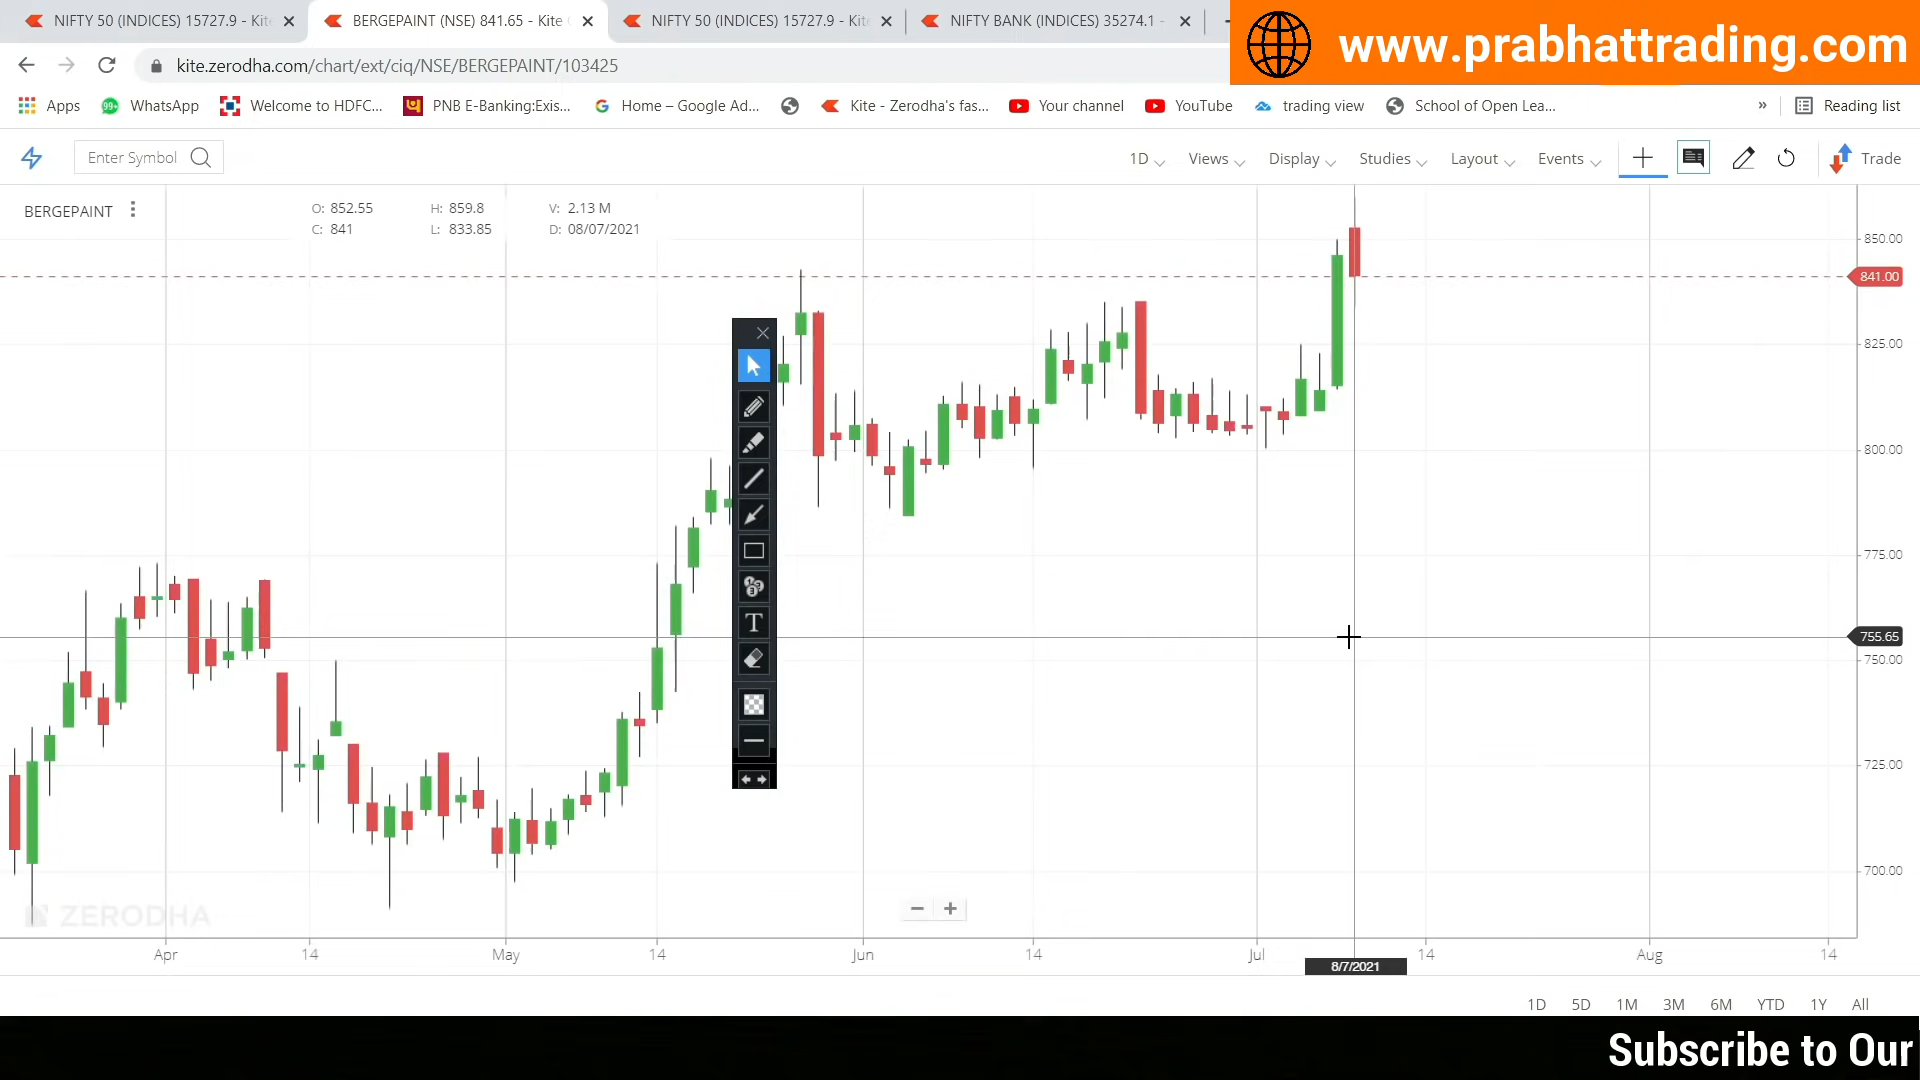 NIFTY 50 (INDICES) 15727.9 - Kite
BERGEPAINT (NSE) 841.65 - Kite
NIFTY 50 (INDICES) 15727.9 - Kite
NIFTY BANK (INDICES) 35274.1 -
www.prabhattrading.com
kite.zerodha.com/chart/ext/ciq/NSE/BERGEPAINT/103425
Apps
99+ WhatsApp
Welcome to HDFC...
PNB E-Banking:Exis...
Home – Google Ad...
Kite - Zerodha's fas...
Your channel
YouTube
trading view
School of Open Lea...
»
Reading list
Enter Symbol
1D
Views
Display
Studies
Layout
Events
Trade
BERGEPAINT
O: 852.55 H: 859.8 V: 2.13 M
C: 841 L: 833.85 D: 08/07/2021
850.00
841.00
825.00
800.00
775.00
755.65
750.00
725.00
700.00
T
ZERODHA
Apr 14 May 14 Jun 14 Jul 14 Aug 14
8/7/2021
1D 5D 1M 3M 6M YTD 1Y All
Subscribe to Our